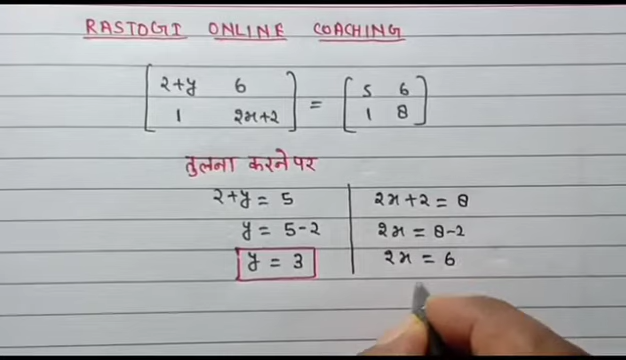 RASTOGI ONLINE COACHING
[2+y 6] = [5 6]
[1 2x+2] [1 8]
तुलना करने पर
2+y = 5 | 2x+2 = 8
y = 5-2 | 2x = 8-2
y = 3 | 2x = 6